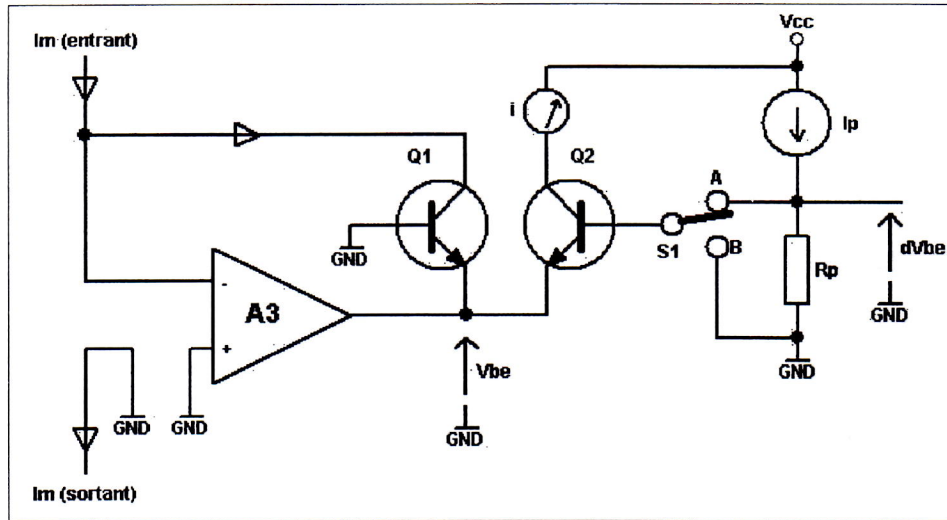 Im (entrant)
Vcc
i
Ip
Q1
Q2
A
GND
S1
B
Rp
dVbe
-
A3
+
GND
Vbe
GND
GND
GND
GND
Im (sortant)